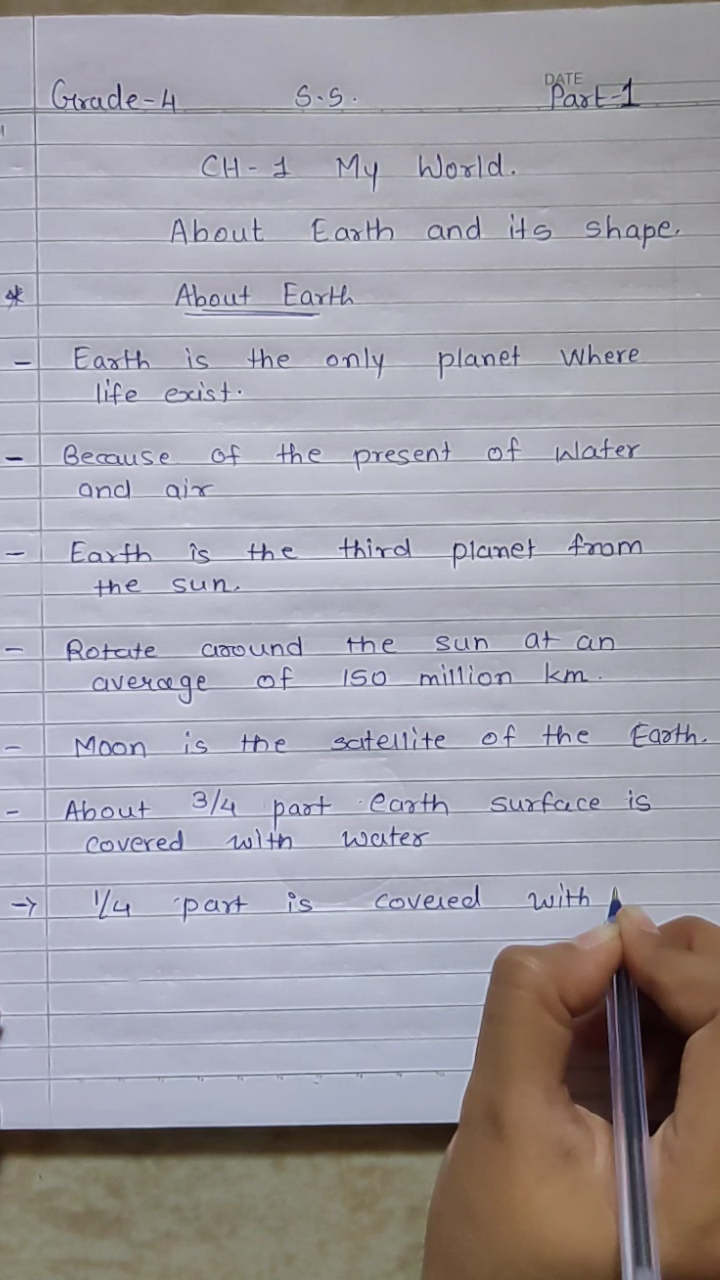 Grade-4 S.S. DATE Part-1
CH-1 My World.
About Earth and its shape.
* About Earth
- Earth is the only planet where
life exist.
- Because of the present of water
and air
- Earth is the third planet from
the sun.
- Rotate around the sun at an
average of 150 million km.
- Moon is the satellite of the Earth.
- About 3/4 part earth surface is
covered with water
→ 1/4 part is covered with